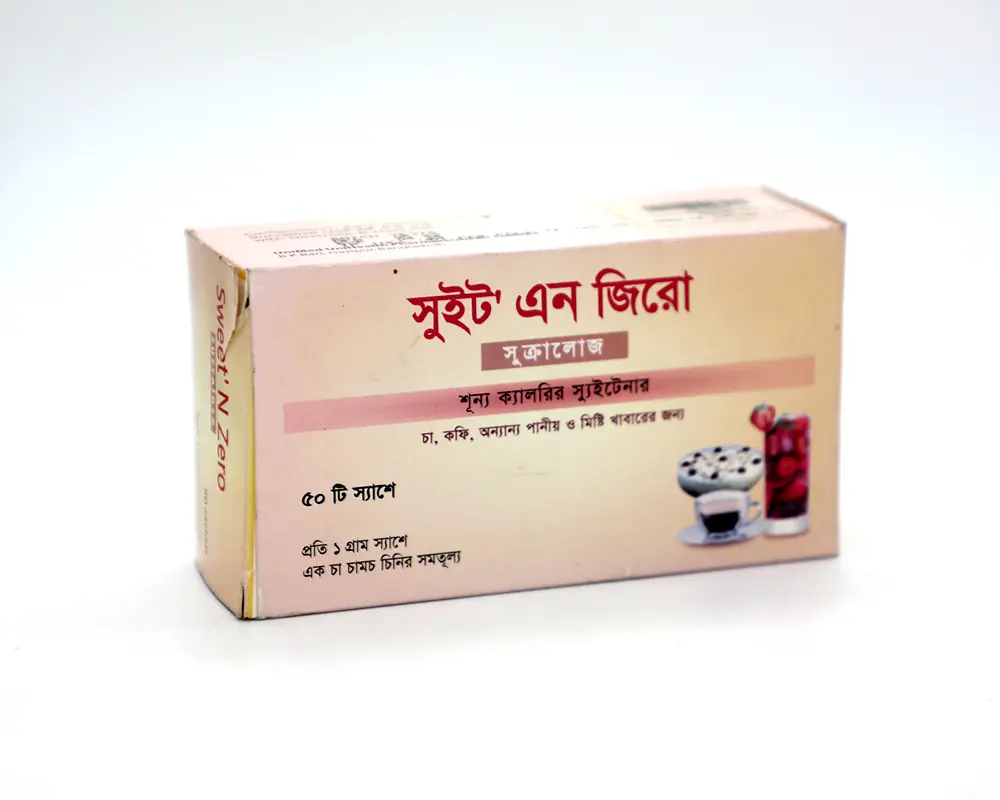 সুইট' এন জিরো
সুক্রালোজ
শূন্য ক্যালরির স্যুইটেনার
চা, কফি, অন্যান্য পানীয় ও মিষ্টি খাবারের জন্য
৫০ টি স্যাশে
প্রতি ১ গ্রাম স্যাশে
এক চা চামচ চিনির সমতূল্য
Sweet' N Zero